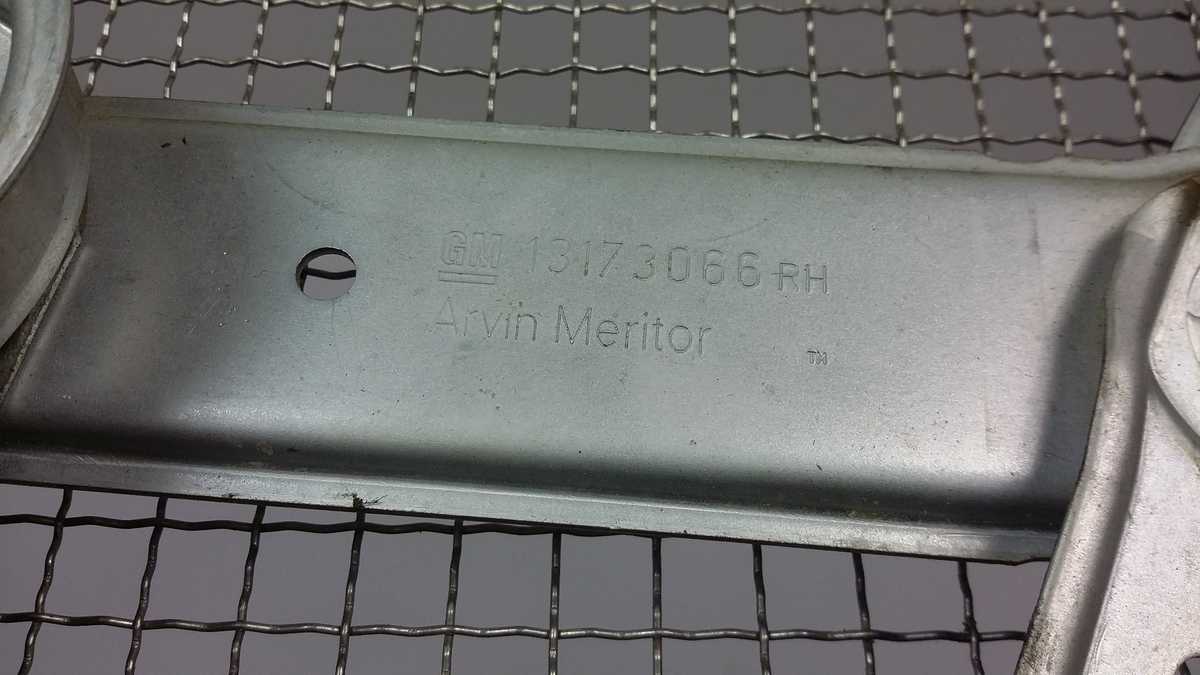 GM 13173066 RH
Arvin Meritor
TM